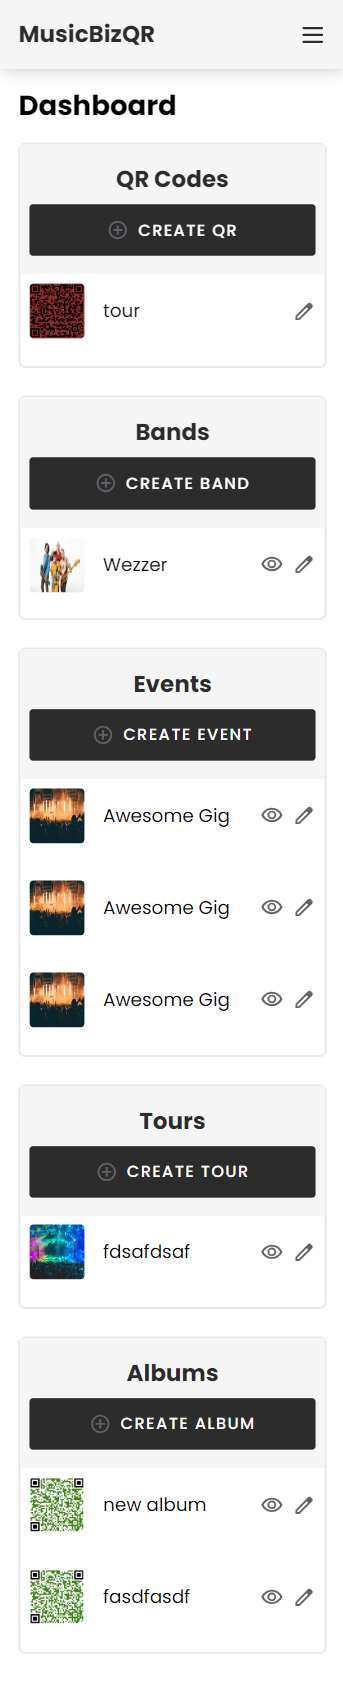 MusicBizQR
Dashboard
QR Codes
CREATE QR
tour
Bands
CREATE BAND
Wezzer
Events
CREATE EVENT
Awesome Gig
Awesome Gig
Awesome Gig
Tours
CREATE TOUR
fdsafdsaf
Albums
CREATE ALBUM
new album
fasdfasdf